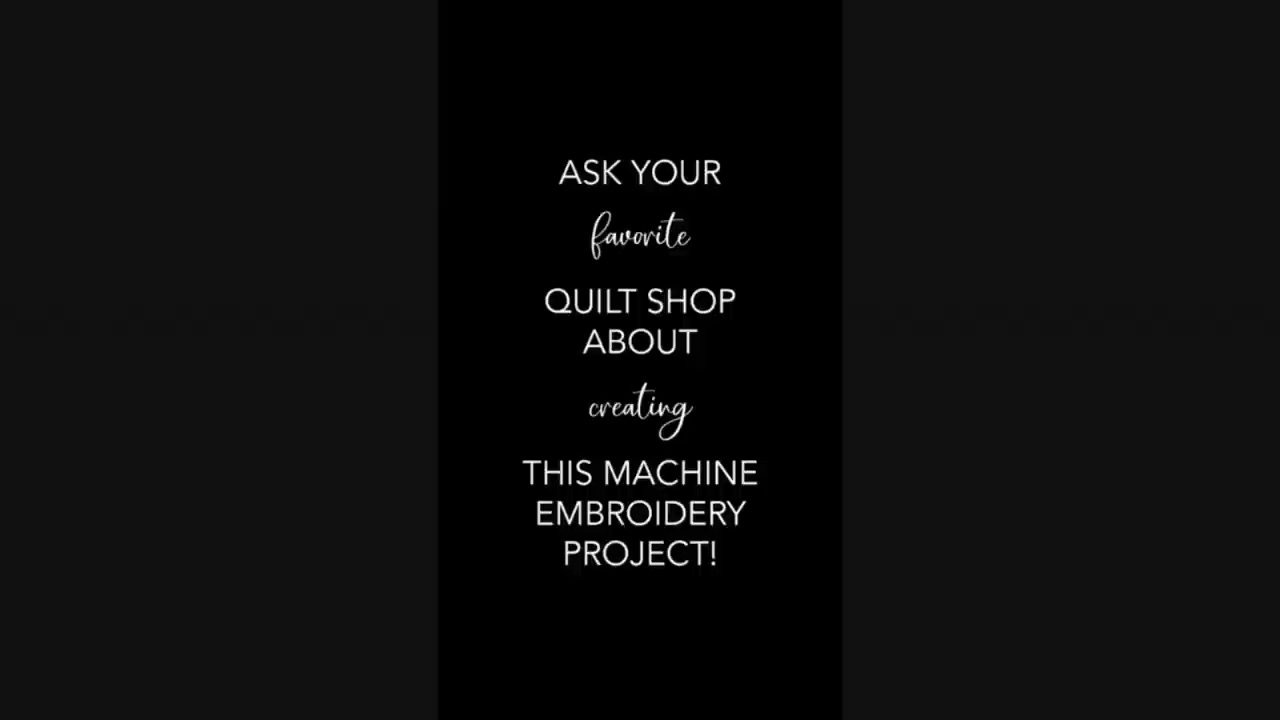 ASK YOUR
favorite
QUILT SHOP
ABOUT
creating
THIS MACHINE
EMBROIDERY
PROJECT!